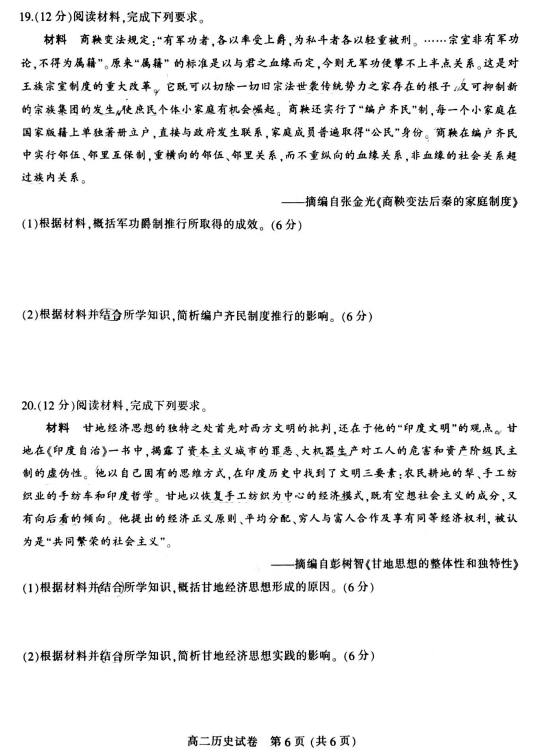 19.(12分)阅读材料,完成下列要求。
材料 商鞅变法规定:“有军功者,各以率受上爵,为私斗者各以轻重被刑。……宗室非有军功
论,不得为属籍”。原来“属籍”的标准是以与君之血缘而定,今则无军功便攀不上半点关系。这是对
王族宗室制度的重大改革。它既可以切除一切旧宗法世袭传统势力之家存在的根子,又可抑制新
的宗族集团的发生,使庶民个体小家庭有机会崛起。商鞅还实行了“编户齐民”制,每一个小家庭在
国家版籍上单独著册立户,直接与政府发生联系,家庭成员普遍取得“公民”身份。商鞅在编户齐民
中实行邻伍、邻里互保制,重横向的邻伍、邻里关系,而不重纵向的血缘关系,非血缘的社会关系超
过族内关系。
——摘编自张金光《商鞅变法后秦的家庭制度》
(1)根据材料,概括军功爵制推行所取得的成效。(6分)
(2)根据材料并结合所学知识,简析编户齐民制度推行的影响。(6分)
20.(12分)阅读材料,完成下列要求。
材料 甘地经济思想的独特之处首先对西方文明的批判,还在于他的“印度文明”的观点。甘
地在《印度自治》一书中,揭露了资本主义城市的罪恶、大机器生产对工人的危害和资产阶级民主
制的虚伪性。他以自己固有的思维方式,在印度历史中找到了文明三要素:农民耕地的犁、手工纺
织业的手纺车和印度哲学。甘地以恢复手工纺织为中心的经济模式,既有空想社会主义的成分,又
有向后看的倾向。他提出的经济正义原则、平均分配、穷人与富人合作及享有同等经济权利,被认
为是“共同繁荣的社会主义”。
——摘编自彭树智《甘地思想的整体性和独特性》
(1)根据材料并结合所学知识,概括甘地经济思想形成的原因。(6分)
(2)根据材料并结合所学知识,简析甘地经济思想实践的影响。(6分)
高二历史试卷 第6页(共6页)